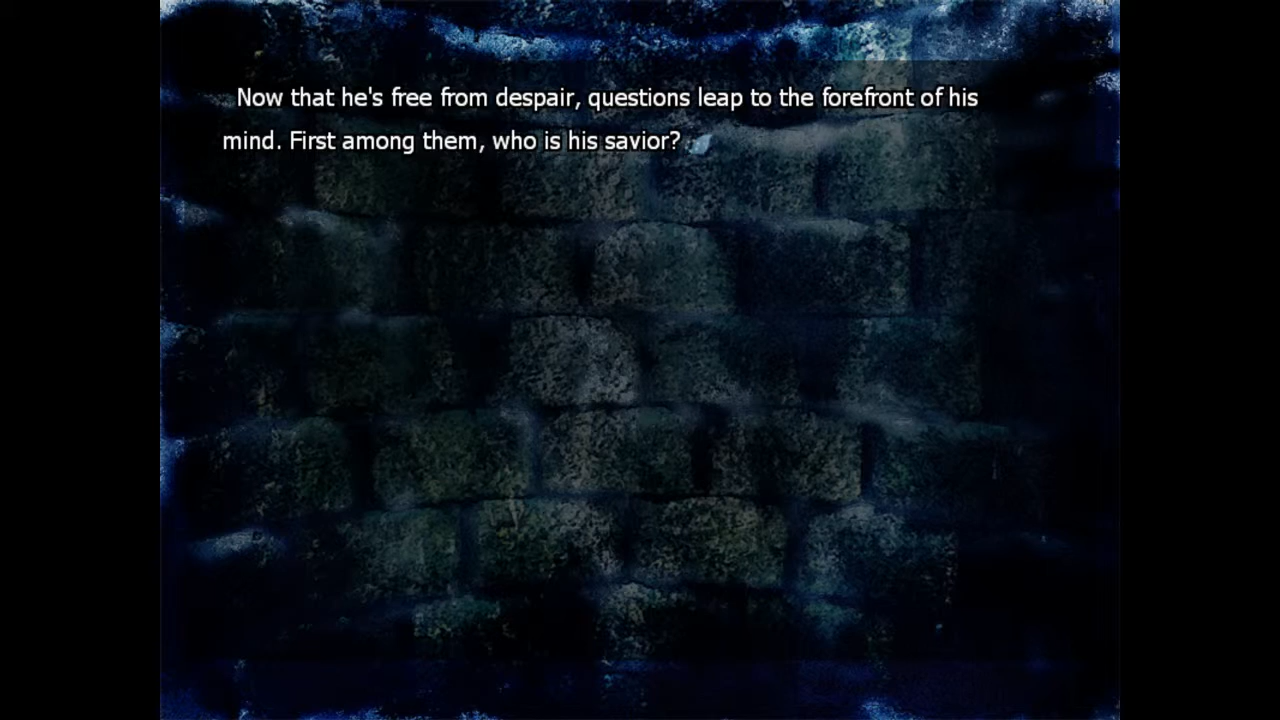 Now that he's free from despair, questions leap to the forefront of his
mind. First among them, who is his savior?